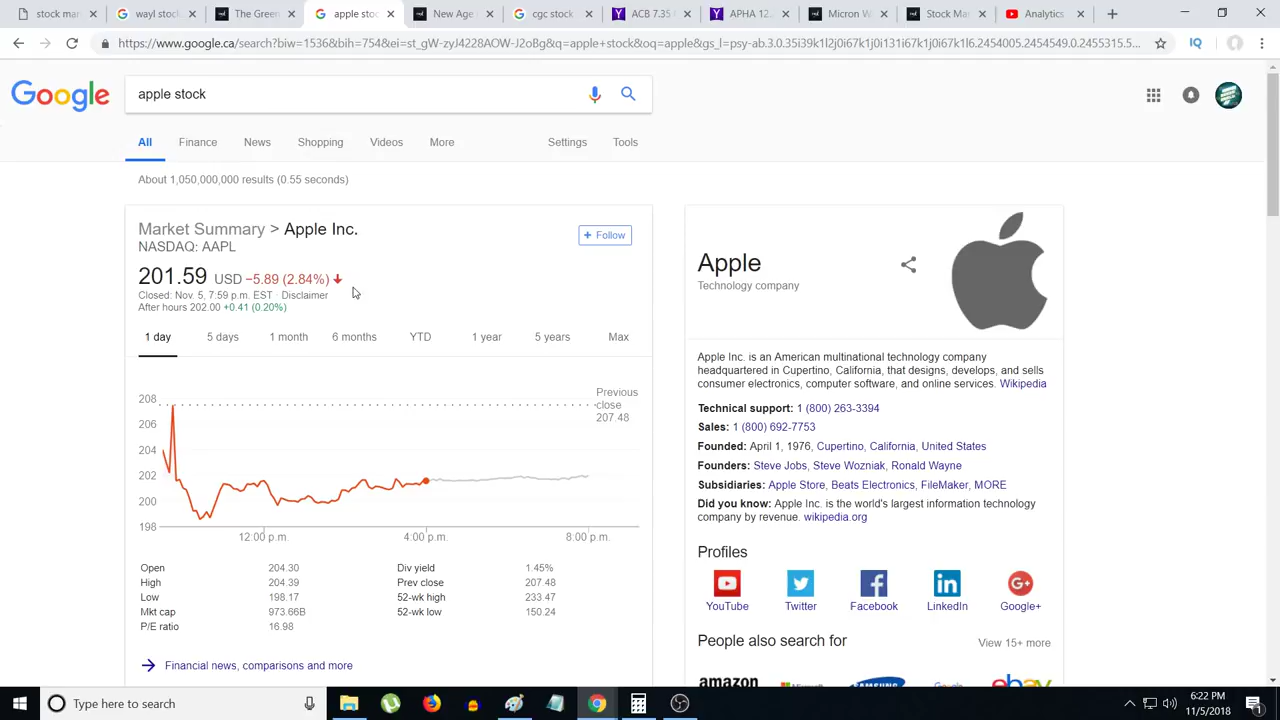 stock
wayl stock
The Green
apple stoc
New Age
cgc stock
ACB 7.35
APHA 12.
Micron W
Stock Mar
Analytics
https://www.google.ca/search?biw=1536&bih=754&ei=st_gW-zyJ4228AOW-J2oBg&q=apple+stock&oq=apple&gs_l=psy-ab.3.0.35i39k1l2j0i67k1j0i131i67k1j0i67k1l6.2454005.2454549.0.2455315.5...
IQ
Google
apple stock
All
Finance
News
Shopping
Videos
More
Settings
Tools
About 1,050,000,000 results (0.55 seconds)
Market Summary > Apple Inc.
NASDAQ: AAPL
+ Follow
201.59 USD −5.89 (2.84%)
Closed: Nov. 5, 7:59 p.m. EST · Disclaimer
After hours 202.00 +0.41 (0.20%)
1 day
5 days
1 month
6 months
YTD
1 year
5 years
Max
208
206
204
202
200
198
Previous
close
207.48
12:00 p.m.
4:00 p.m.
8:00 p.m.
Open 204.30
High 204.39
Low 198.17
Mkt cap 973.66B
P/E ratio 16.98
Div yield 1.45%
Prev close 207.48
52-wk high 233.47
52-wk low 150.24
Financial news, comparisons and more
Apple
Technology company
Apple Inc. is an American multinational technology company
headquartered in Cupertino, California, that designs, develops, and sells
consumer electronics, computer software, and online services. Wikipedia
Technical support: 1 (800) 263-3394
Sales: 1 (800) 692-7753
Founded: April 1, 1976, Cupertino, California, United States
Founders: Steve Jobs, Steve Wozniak, Ronald Wayne
Subsidiaries: Apple Store, Beats Electronics, FileMaker, MORE
Did you know: Apple Inc. is the world's largest information technology
company by revenue. wikipedia.org
Profiles
YouTube
Twitter
Facebook
LinkedIn
Google+
People also search for
View 15+ more
amazon
Microsoft
SAMSUNG
Google
ebay
Type here to search
6:22 PM
11/5/2018
1